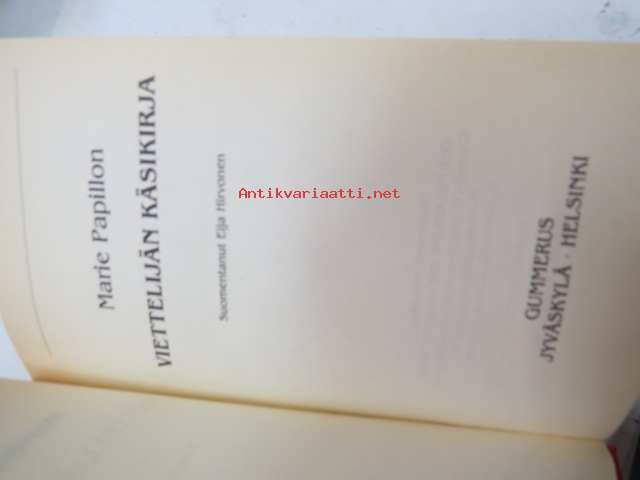 Marie Papillon
VIETTELIJÄN KÄSIKIRJA
Suomentanut Eija Hirvonen
GUMMERUS
JYVÄSKYLÄ · HELSINKI
Antikvariaatti.net